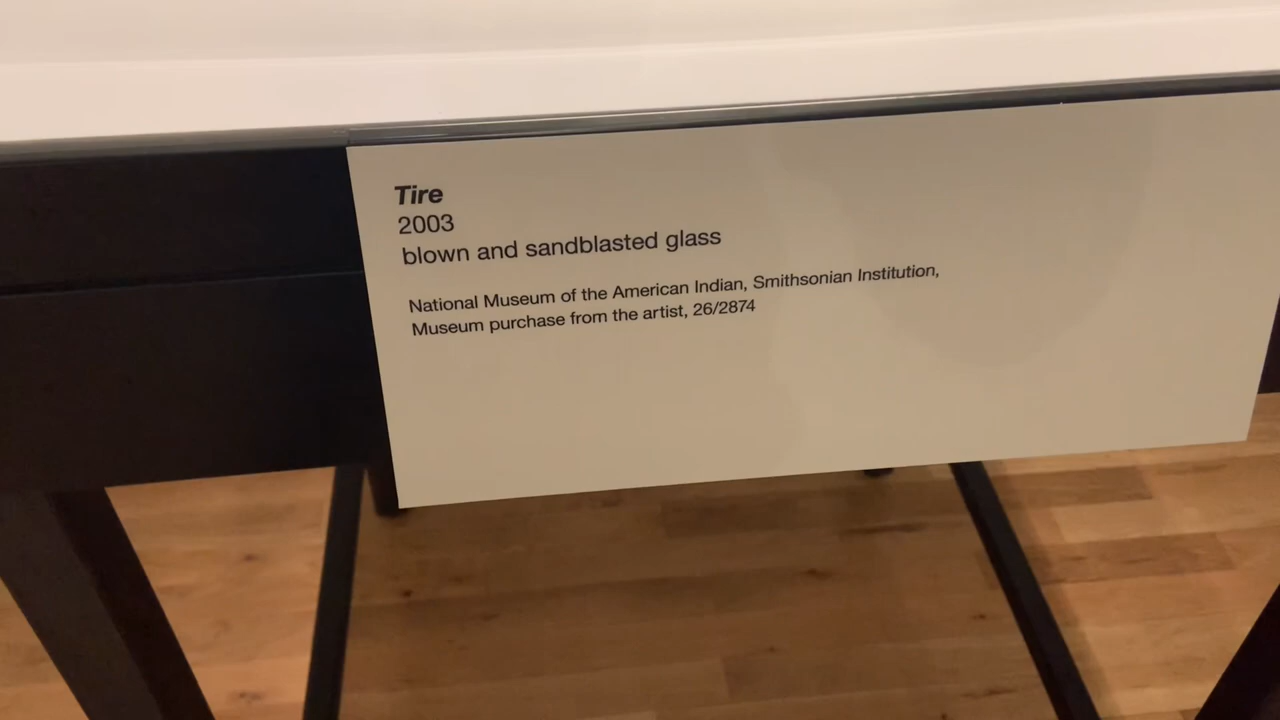 Tire
2003
blown and sandblasted glass
National Museum of the American Indian, Smithsonian Institution,
Museum purchase from the artist, 26/2874